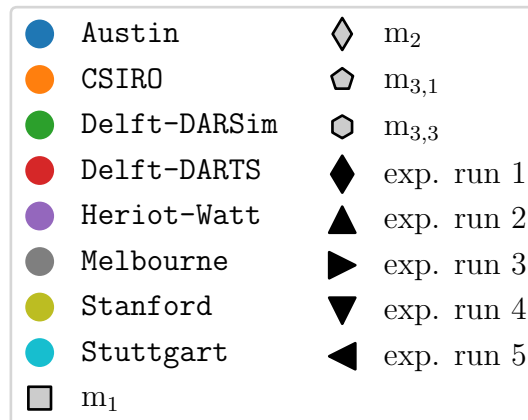 Austin
CSIRO
Delft-DARSim
Delft-DARTS
Heriot-Watt
Melbourne
Stanford
Stuttgart
m₁
m₂
m₃,₁
m₃,₃
exp. run 1
exp. run 2
exp. run 3
exp. run 4
exp. run 5